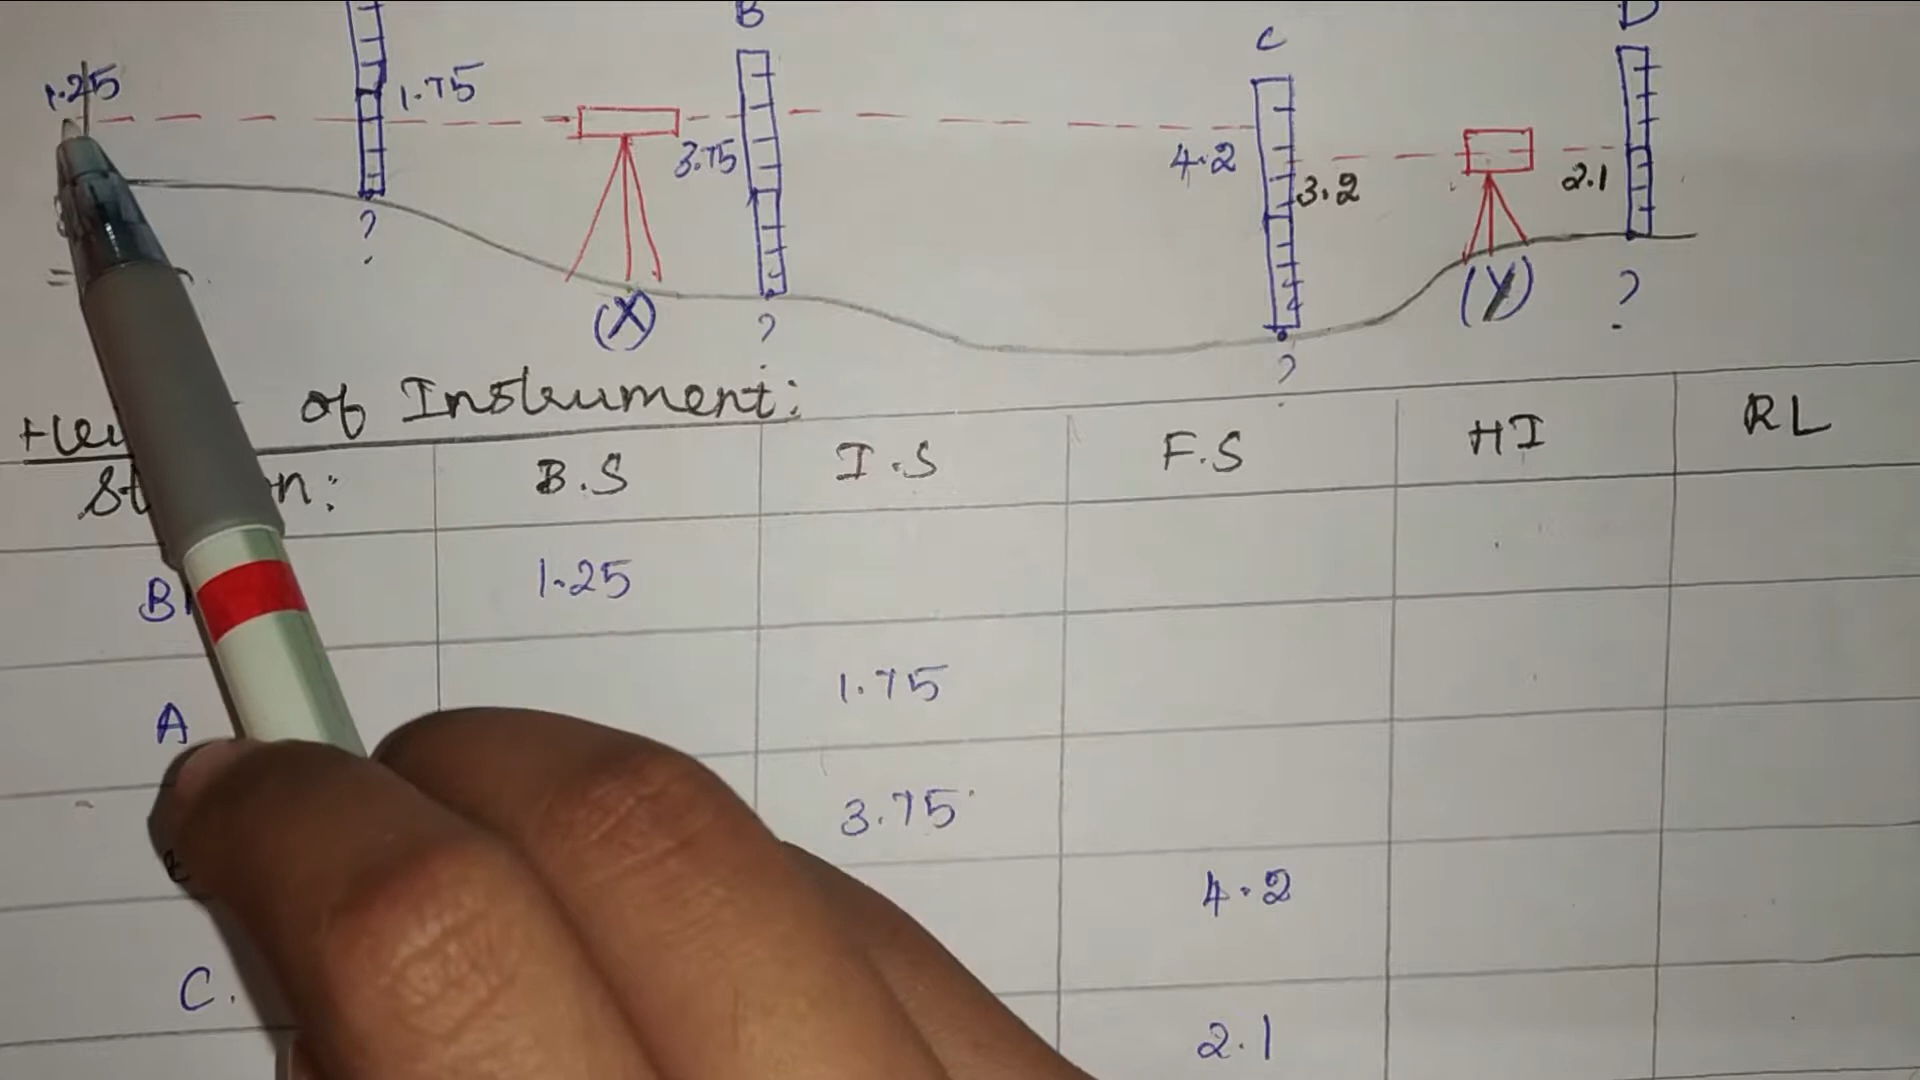 B
C
D
1.25
1.75
3.75
4.2
3.2
2.1
?
(X)
?
?
(Y)
?
of Instrument:
B.S
I.S
F.S
HI
RL
1.25
A
1.75
3.75
4.2
C.
2.1